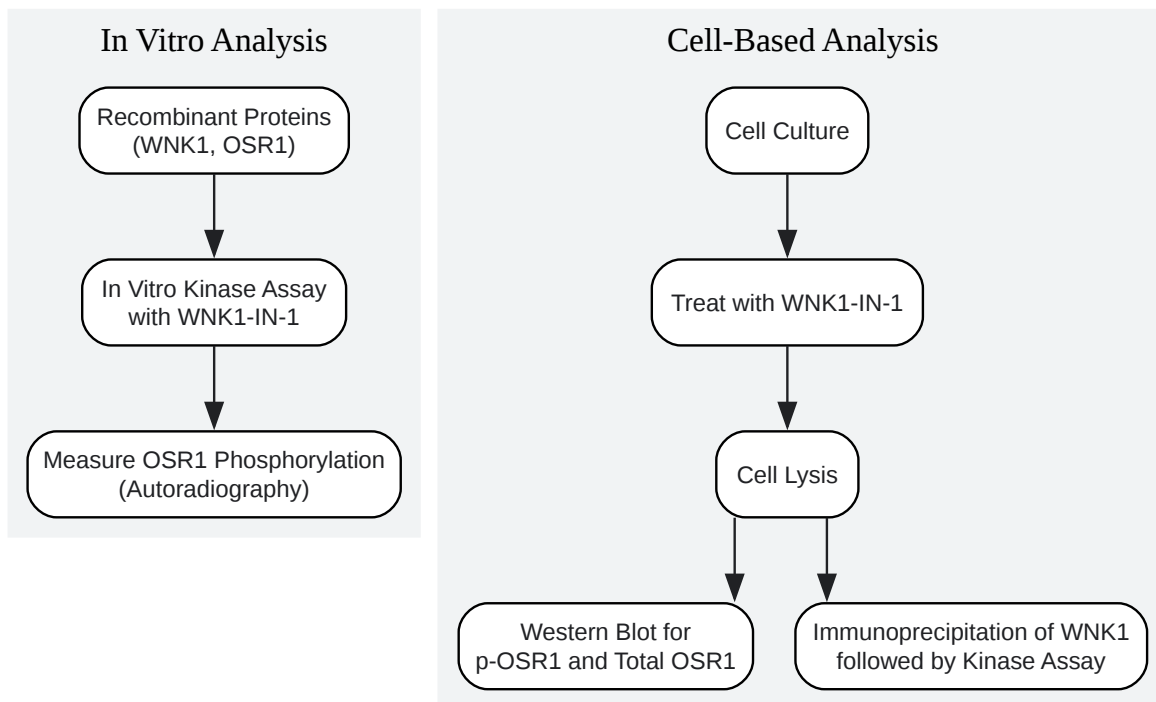 In Vitro Analysis
Recombinant Proteins
(WNK1, OSR1)
In Vitro Kinase Assay
with WNK1-IN-1
Measure OSR1 Phosphorylation
(Autoradiography)
Cell-Based Analysis
Cell Culture
Treat with WNK1-IN-1
Cell Lysis
Western Blot for
p-OSR1 and Total OSR1
Immunoprecipitation of WNK1
followed by Kinase Assay